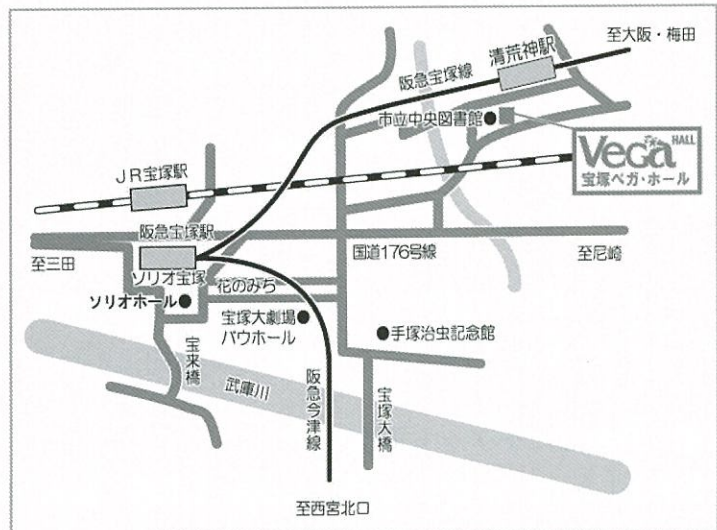 至大阪・梅田
清荒神駅
阪急宝塚線
市立中央図書館
Vega HALL
宝塚ベガ・ホール
JR宝塚駅
阪急宝塚駅
国道176号線
至尼崎
至三田
ソリオ宝塚
花のみち
ソリオホール
宝塚大劇場
バウホール
手塚治虫記念館
宝来橋
武庫川
阪急今津線
宝塚大橋
至西宮北口